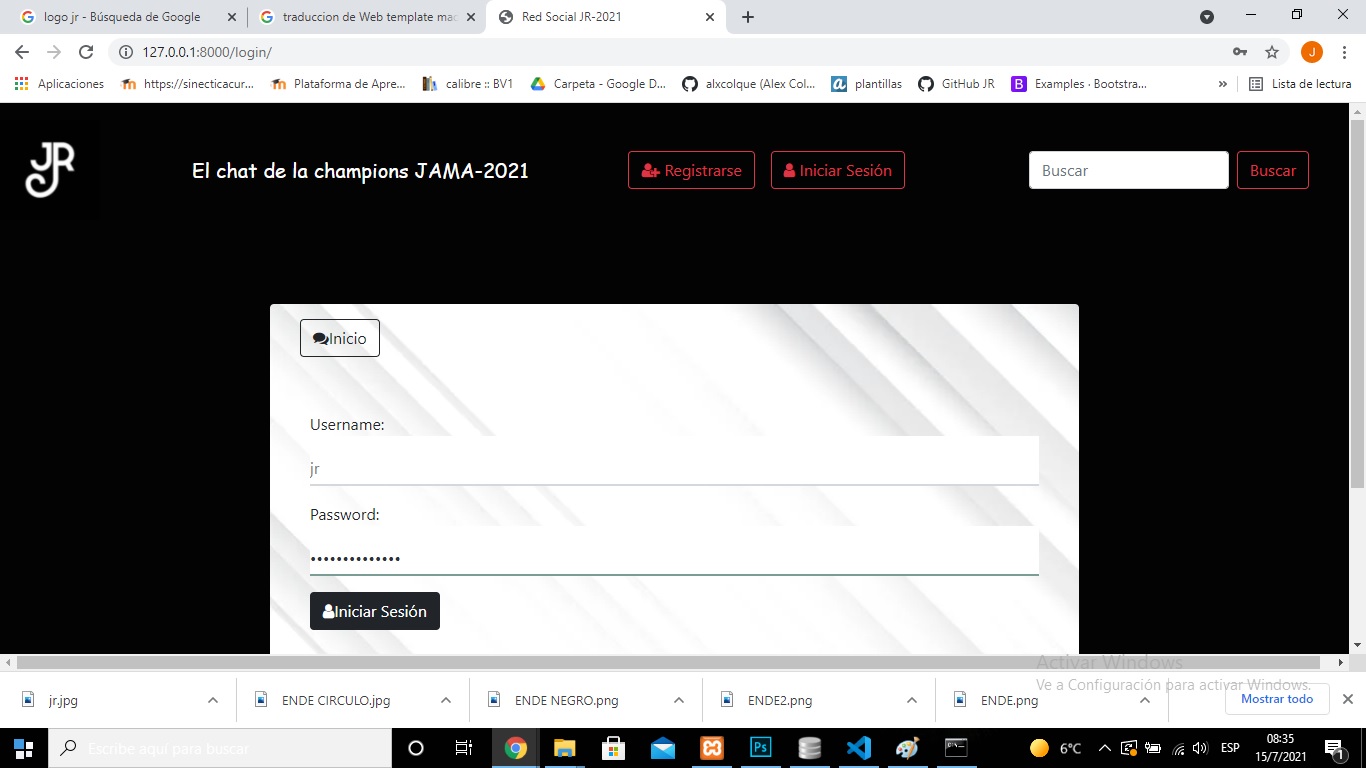 logo jr - Búsqueda de Google
traduccion de Web template mac
Red Social JR-2021
127.0.0.1:8000/login/
J
Aplicaciones
https://sinecticacur...
Plataforma de Apre...
calibre :: BV1
Carpeta - Google D...
alxcolque (Alex Col...
plantillas
GitHub JR
B Examples · Bootstra...
»
Lista de lectura
JR
El chat de la champions JAMA-2021
Registrarse
Iniciar Sesión
Buscar
Buscar
Inicio
Username:
jr
Password:
••••••••••••••
Iniciar Sesión
Activar Windows
Ve a Configuración para activar Windows.
jr.jpg
ENDE CIRCULO.jpg
ENDE NEGRO.png
ENDE2.png
ENDE.png
Mostrar todo
Escribe aquí para buscar
Ps
6°C
ESP
08:35
15/7/2021
1